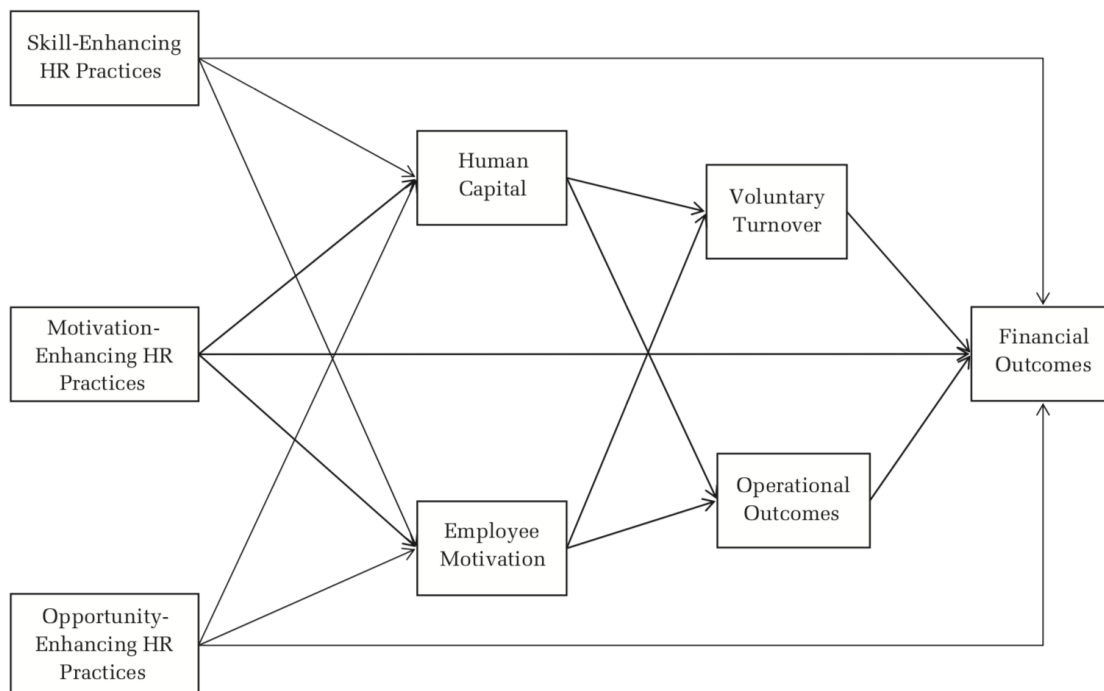 Skill-Enhancing
HR Practices
Human
Capital
Voluntary
Turnover
Motivation-
Enhancing HR
Practices
Financial
Outcomes
Employee
Motivation
Operational
Outcomes
Opportunity-
Enhancing HR
Practices